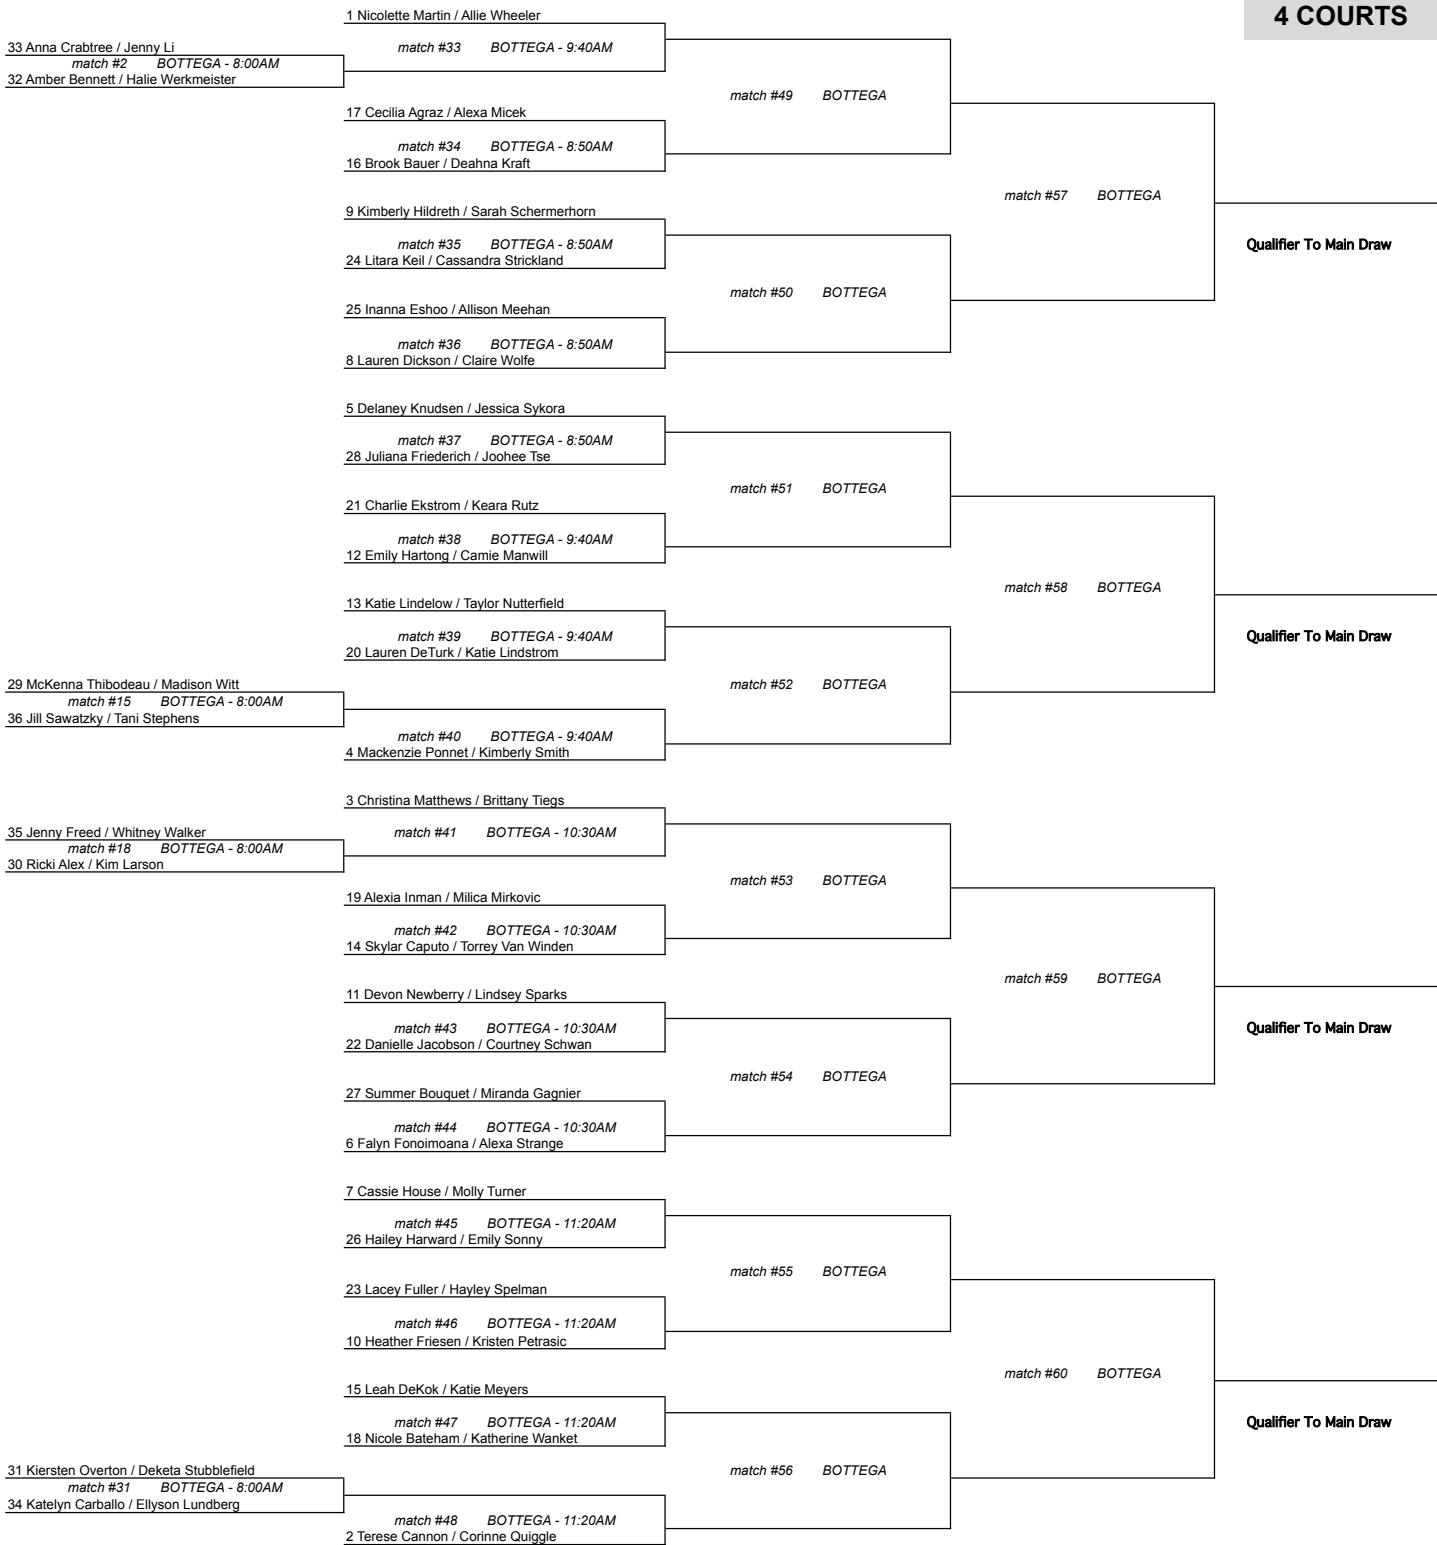 4 COURTS
1 Nicolette Martin / Allie Wheeler
33 Anna Crabtree / Jenny Li
match #33 BOTTEGA - 9:40AM
match #2 BOTTEGA - 8:00AM
32 Amber Bennett / Halie Werkmeister
match #49 BOTTEGA
17 Cecilia Agraz / Alexa Micek
match #34 BOTTEGA - 8:50AM
16 Brook Bauer / Deahna Kraft
match #57 BOTTEGA
9 Kimberly Hildreth / Sarah Schermerhorn
match #35 BOTTEGA - 8:50AM
Qualifier To Main Draw
24 Litara Keil / Cassandra Strickland
match #50 BOTTEGA
25 Inanna Eshoo / Allison Meehan
match #36 BOTTEGA - 8:50AM
8 Lauren Dickson / Claire Wolfe
5 Delaney Knudsen / Jessica Sykora
match #37 BOTTEGA - 8:50AM
28 Juliana Friederich / Joohee Tse
match #51 BOTTEGA
21 Charlie Ekstrom / Keara Rutz
match #38 BOTTEGA - 9:40AM
12 Emily Hartong / Camie Manwill
match #58 BOTTEGA
13 Katie Lindelow / Taylor Nutterfield
match #39 BOTTEGA - 9:40AM
Qualifier To Main Draw
20 Lauren DeTurk / Katie Lindstrom
29 McKenna Thibodeau / Madison Witt
match #52 BOTTEGA
match #15 BOTTEGA - 8:00AM
36 Jill Sawatzky / Tani Stephens
match #40 BOTTEGA - 9:40AM
4 Mackenzie Ponnet / Kimberly Smith
3 Christina Matthews / Brittany Tiegs
35 Jenny Freed / Whitney Walker
match #41 BOTTEGA - 10:30AM
match #18 BOTTEGA - 8:00AM
30 Ricki Alex / Kim Larson
match #53 BOTTEGA
19 Alexia Inman / Milica Mirkovic
match #42 BOTTEGA - 10:30AM
14 Skylar Caputo / Torrey Van Winden
match #59 BOTTEGA
11 Devon Newberry / Lindsey Sparks
match #43 BOTTEGA - 10:30AM
Qualifier To Main Draw
22 Danielle Jacobson / Courtney Schwan
match #54 BOTTEGA
27 Summer Bouquet / Miranda Gagnier
match #44 BOTTEGA - 10:30AM
6 Falyn Fonoimoana / Alexa Strange
7 Cassie House / Molly Turner
match #45 BOTTEGA - 11:20AM
26 Hailey Harward / Emily Sonny
match #55 BOTTEGA
23 Lacey Fuller / Hayley Spelman
match #46 BOTTEGA - 11:20AM
10 Heather Friesen / Kristen Petrasic
match #60 BOTTEGA
15 Leah DeKok / Katie Meyers
match #47 BOTTEGA - 11:20AM
Qualifier To Main Draw
18 Nicole Bateham / Katherine Wanket
31 Kiersten Overton / Deketa Stubblefield
match #56 BOTTEGA
match #31 BOTTEGA - 8:00AM
34 Katelyn Carballo / Ellyson Lundberg
match #48 BOTTEGA - 11:20AM
2 Terese Cannon / Corinne Quiggle